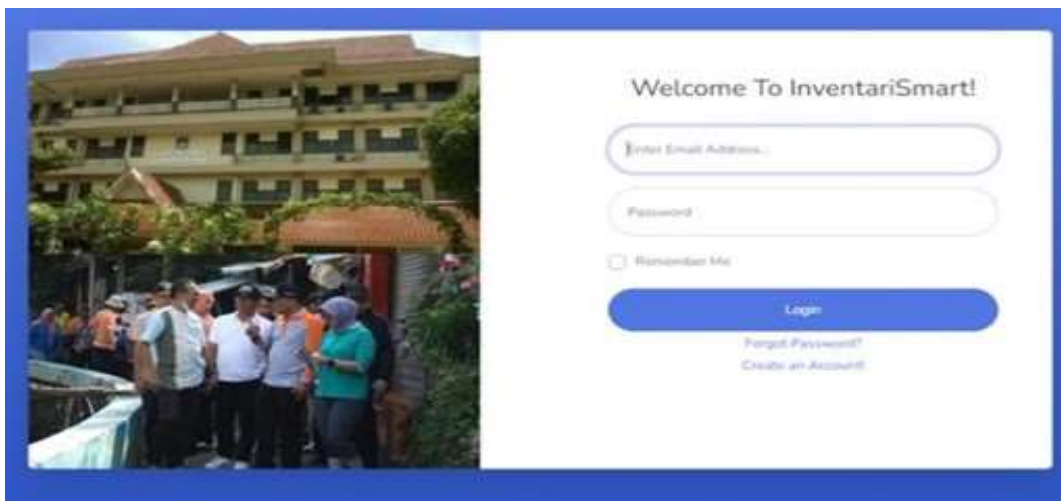 Welcome To InventariSmart!
Enter Email Address...
Password
Remember Me
Login
Forgot Password?
Create an Account!